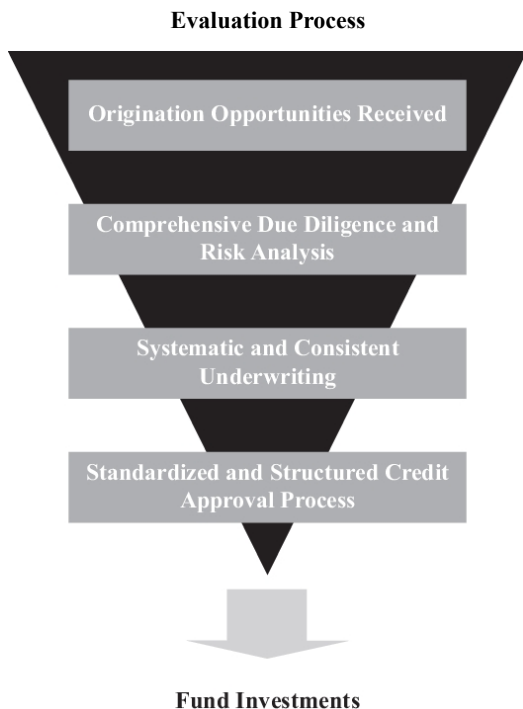 Evaluation Process
Origination Opportunities Received
Comprehensive Due Diligence and
Risk Analysis
Systematic and Consistent
Underwriting
Standardized and Structured Credit
Approval Process
Fund Investments